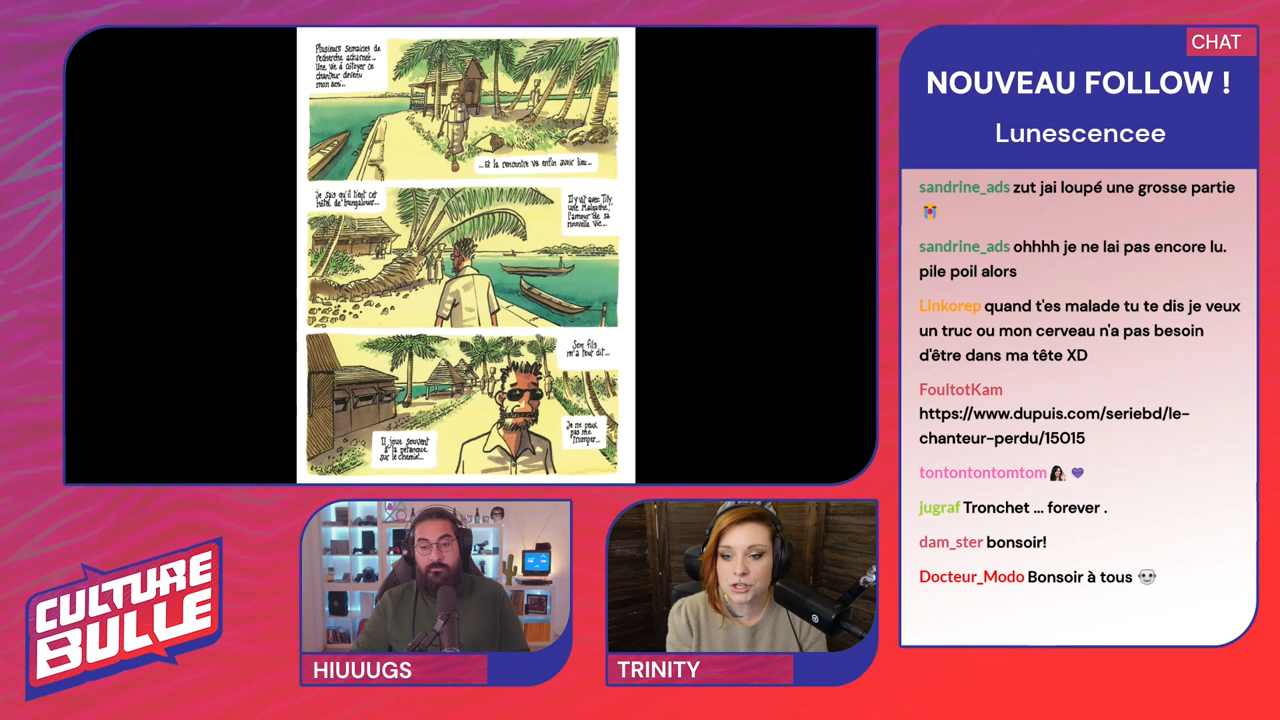 Plusieurs semaines de
recherche acharnée...
Une vie à côtoyer ce
chanteur devenu
mon ami...
...Et la rencontre va enfin avoir lieu...
Je sais qu'il tient cet
hôtel de bungalows...
Il y vit avec Tily,
une Malgache,
l'amour de sa
nouvelle vie...
Son fils
m'a tout dit...
Il joue souvent
à la pétanque
sur le chemin...
Je ne peux
pas me
tromper...
CULTURE
BULLE
HIUUUGS
TRINITY
CHAT
NOUVEAU FOLLOW !
Lunescencee
sandrine_ads zut jai loupé une grosse partie
sandrine_ads ohhhh je ne lai pas encore lu.
pile poil alors
Linkorep quand t'es malade tu te dis je veux
un truc ou mon cerveau n'a pas besoin
d'être dans ma tête XD
FoultotKam
https://www.dupuis.com/seriebd/le-
chanteur-perdu/15015
tontontontomtom
jugraf Tronchet ... forever .
dam_ster bonsoir!
Docteur_Modo Bonsoir à tous